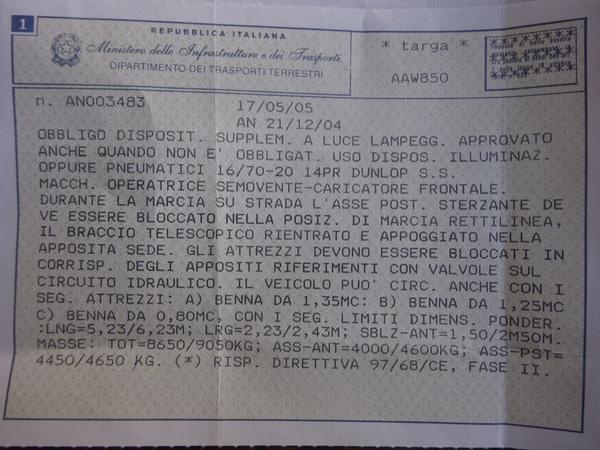 1
REPUBBLICA ITALIANA
Ministero delle Infrastrutture e dei Trasporti
DIPARTIMENTO DEI TRASPORTI TERRESTRI
* targa *
AAW850
n. AN003483 17/05/05
AN 21/12/04
OBBLIGO DISPOSIT. SUPPLEM. A LUCE LAMPEGG. APPROVATO
ANCHE QUANDO NON E' OBBLIGAT. USO DISPOS. ILLUMINAZ.
OPPURE PNEUMATICI 16/70-20 14PR DUNLOP S.S.
MACCH. OPERATRICE SEMOVENTE-CARICATORE FRONTALE.
DURANTE LA MARCIA SU STRADA L'ASSE POST. STERZANTE DE
VE ESSERE BLOCCATO NELLA POSIZ. DI MARCIA RETTILINEA,
IL BRACCIO TELESCOPICO RIENTRATO E APPOGGIATO NELLA
APPOSITA SEDE. GLI ATTREZZI DEVONO ESSERE BLOCCATI IN
CORRISP. DEGLI APPOSITI RIFERIMENTI CON VALVOLE SUL
CIRCUITO IDRAULICO. IL VEICOLO PUO' CIRC. ANCHE CON I
SEG. ATTREZZI: A) BENNA DA 1,35MC: B) BENNA DA 1,25MC
C) BENNA DA 0,80MC, CON I SEG. LIMITI DIMENS. PONDER.
:LNG=5,23/6,23M; LRG=2,23/2,43M; SBLZ-ANT=1,50/2M50M.
MASSE: TOT=8650/9050KG; ASS-ANT=4000/4600KG; ASS-PST=
4450/4650 KG. (*) RISP. DIRETTIVA 97/68/CE, FASE II.